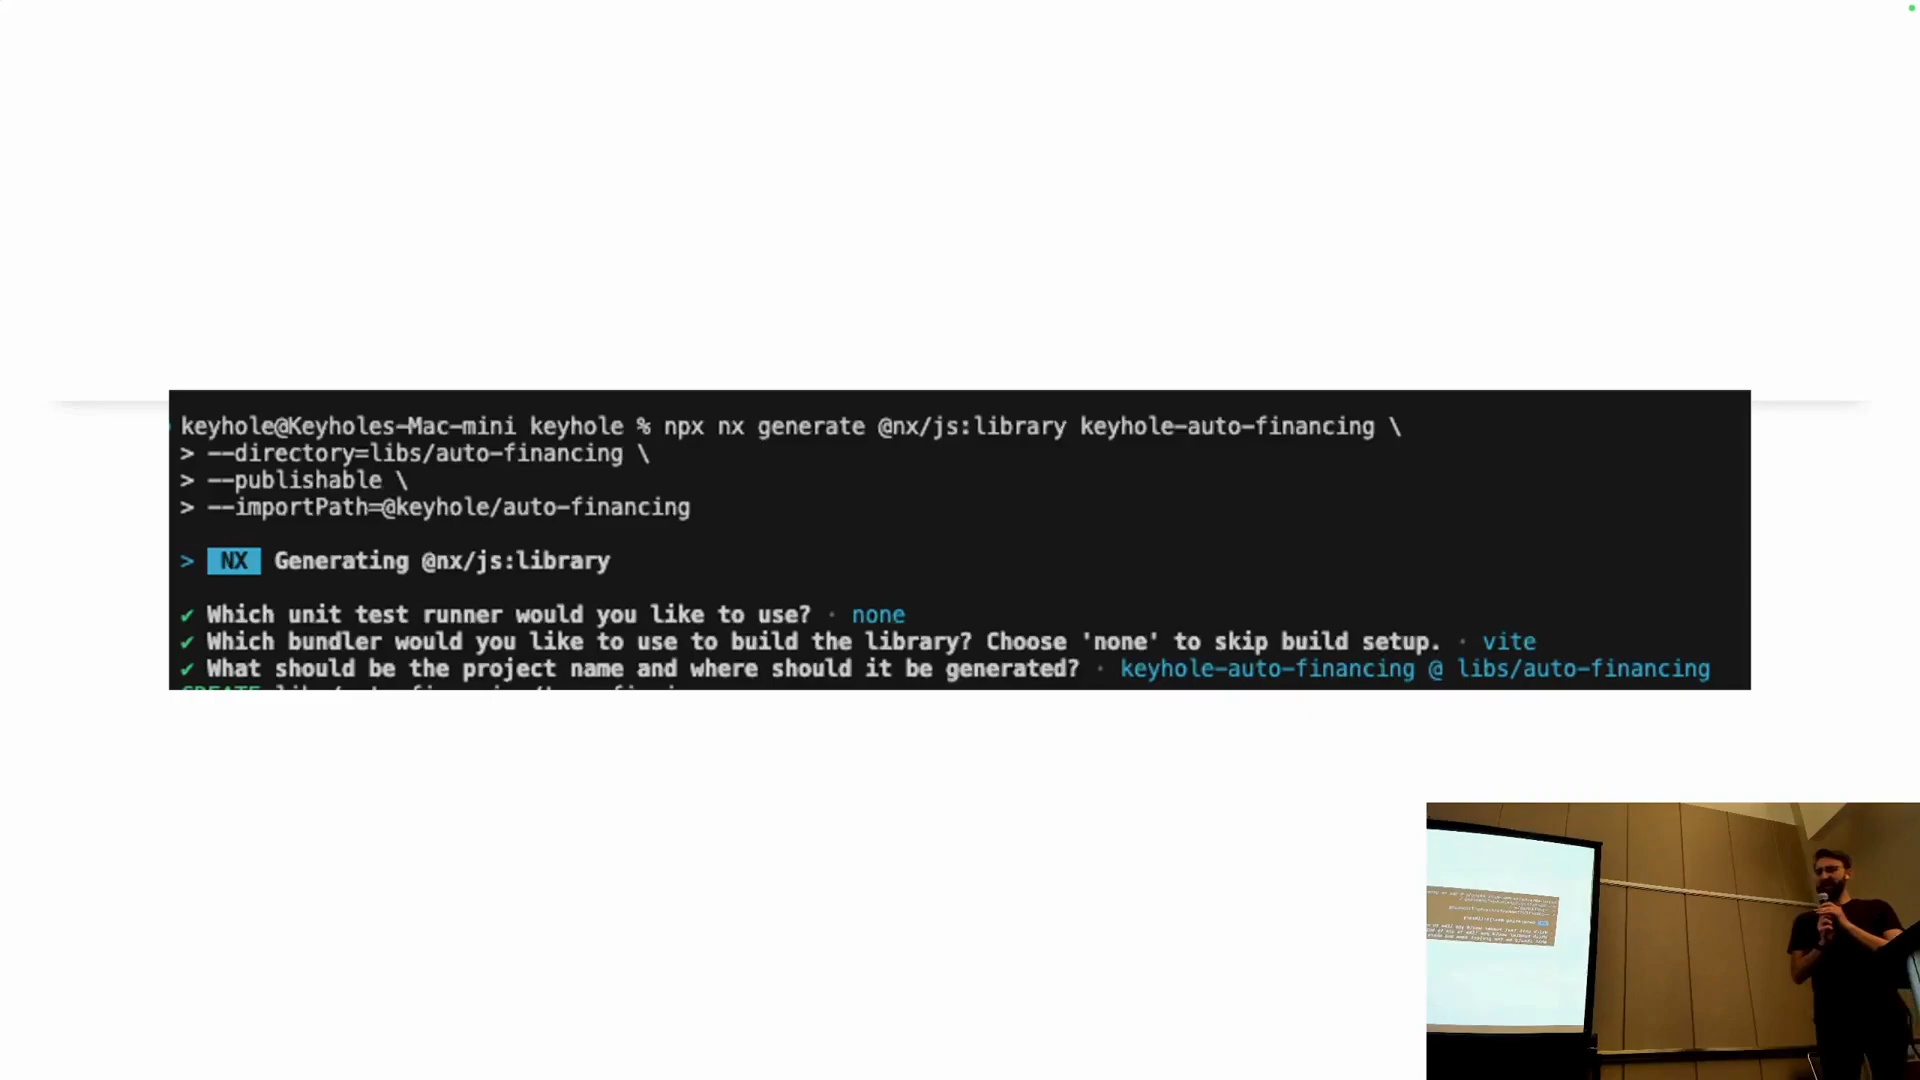 keyhole@Keyholes-Mac-mini keyhole % npx nx generate @nx/js:library keyhole-auto-financing \
> --directory=libs/auto-financing \
> --publishable \
> --importPath=@keyhole/auto-financing
> NX Generating @nx/js:library
✔ Which unit test runner would you like to use? · none
✔ Which bundler would you like to use to build the library? Choose 'none' to skip build setup. · vite
✔ What should be the project name and where should it be generated? · keyhole-auto-financing @ libs/auto-financing